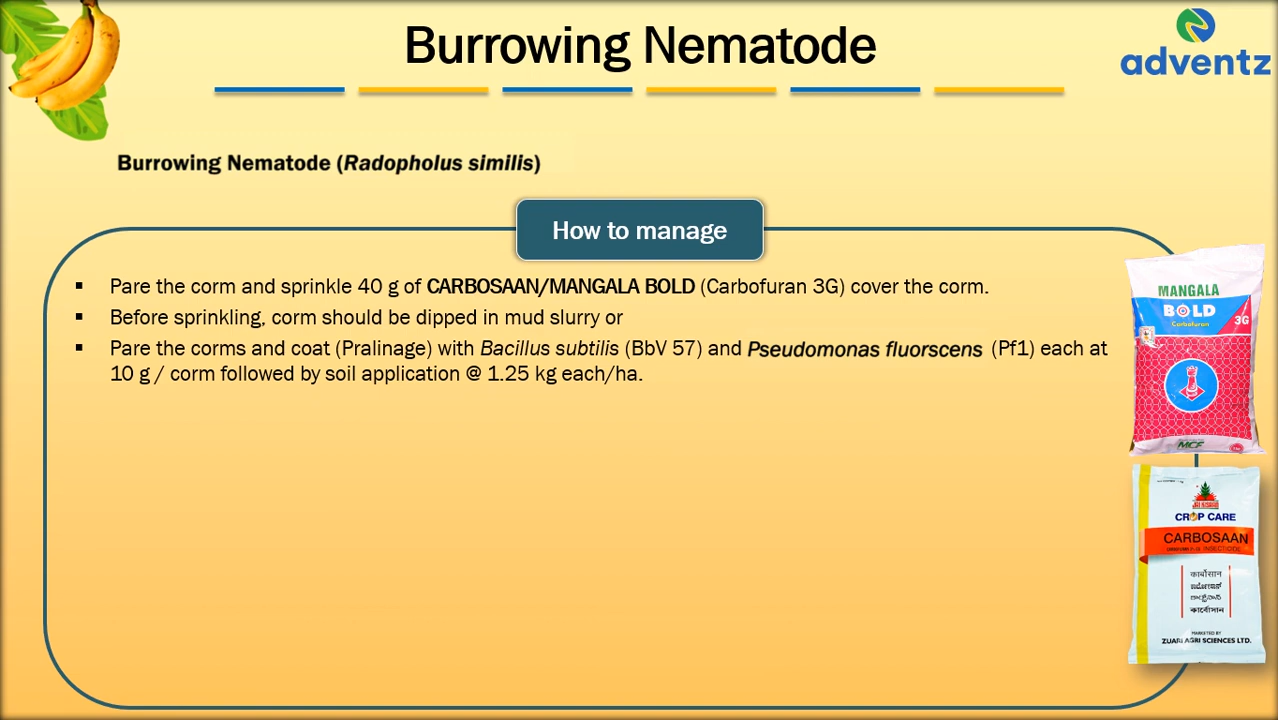 Burrowing Nematode
adventz
Burrowing Nematode (Radopholus similis)
How to manage
▪ Pare the corm and sprinkle 40 g of CARBOSAAN/MANGALA BOLD (Carbofuran 3G) cover the corm.
▪ Before sprinkling, corm should be dipped in mud slurry or
▪ Pare the corms and coat (Pralinage) with Bacillus subtilis (BbV 57) and Pseudomonas fluorscens (Pf1) each at
10 g / corm followed by soil application @ 1.25 kg each/ha.
MANGALA
BOLD
Carbofuran
3G
MCF
CROP CARE
CARBOSAAN
INSECTICIDE
कार्बोसान
कार्बोसान
MARKETED BY
ZUARI AGRI SCIENCES LTD.